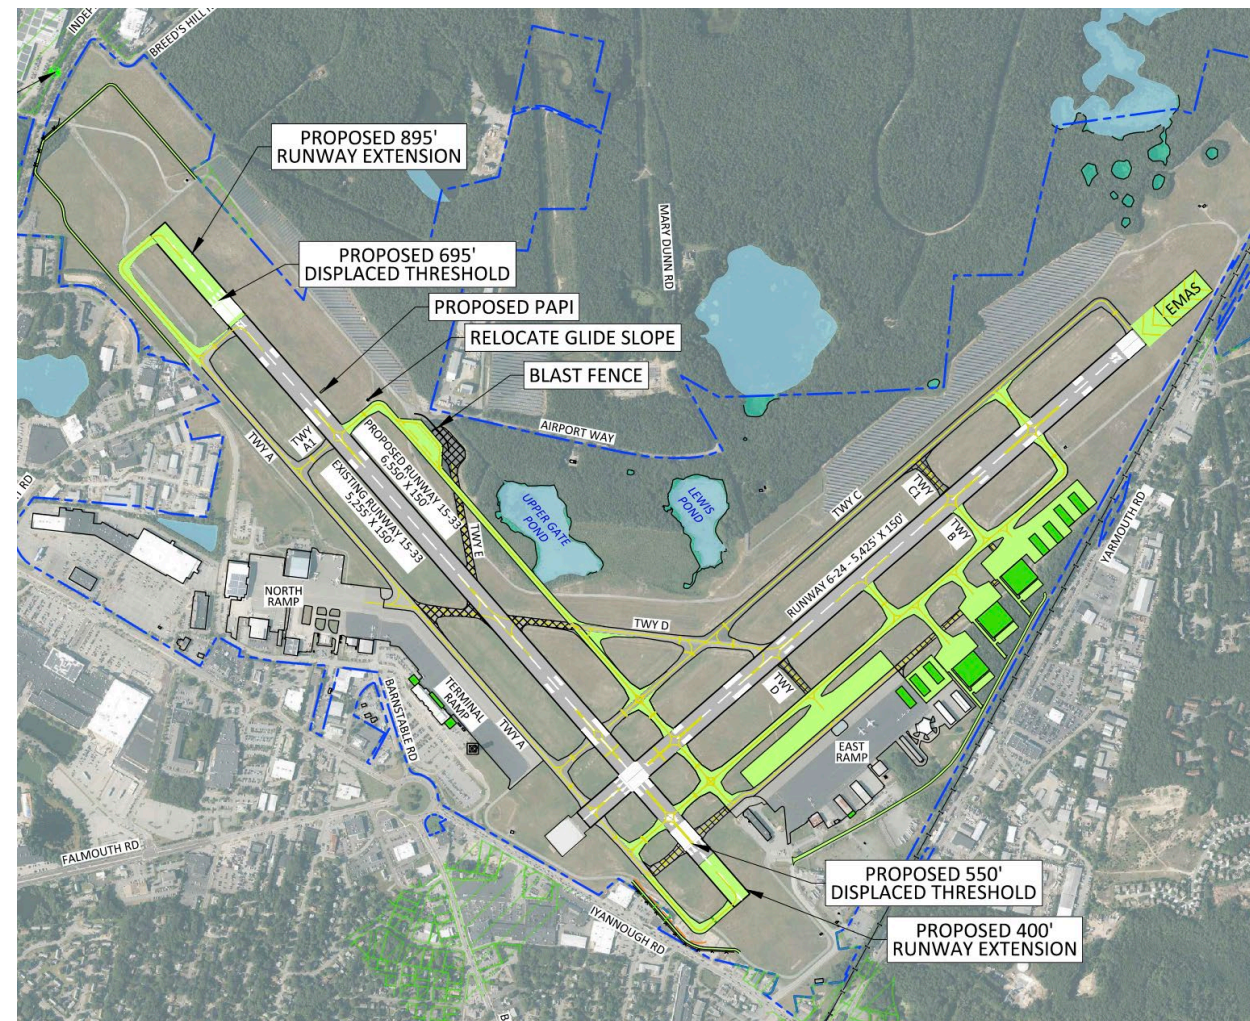 BREED'S HILL
PROPOSED 895'
RUNWAY EXTENSION
PROPOSED 695'
DISPLACED THRESHOLD
PROPOSED PAPI
RELOCATE GLIDE SLOPE
BLAST FENCE
MARY DUNN RD
EMAS
AIRPORT WAY
TWY A
TWY
A1
PROPOSED RUNWAY 15-33
6,550' X 150'
EXISTING RUNWAY 15-33
5,255' X 150'
TWY E
UPPER GATE
POND
LEWIS
POND
TWY C
TWY
C1
TWY
B
RUNWAY 6-24 - 5,425' X 150'
YARMOUTH RD
RD
NORTH
RAMP
TWY D
TWY
D
TERMINAL
RAMP
TWY A
BARNSTABLE RD
EAST
RAMP
FALMOUTH RD
IYANNOUGH RD
PROPOSED 550'
DISPLACED THRESHOLD
PROPOSED 400'
RUNWAY EXTENSION